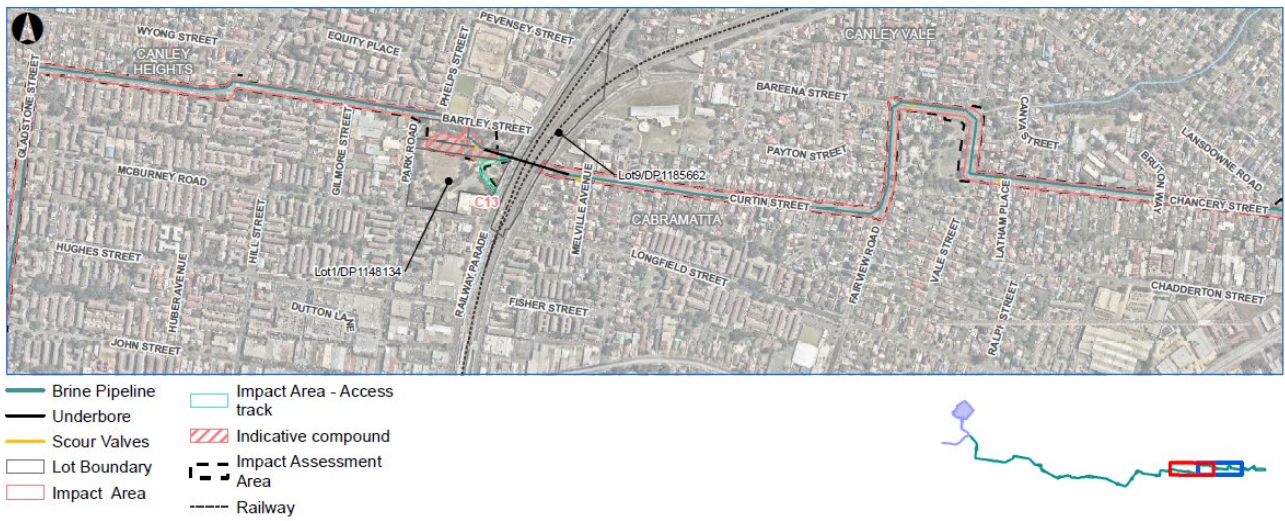 PEVENSEY STREET
WYONG STREET
EQUITY PLACE
PHELPS STREET
CANLEY VALE
CANLEY
HEIGHTS
GLADSTONE STREET
BAREENA STREET
CANVA STREET
LANSDOWNE ROAD
BARTLEY STREET
GILMORE STREET
PARK ROAD
PAYTON STREET
MCBURNEY ROAD
Lot9/DP1185662
BRUTON WAY
C13
CURTIN STREET
CHANCERY STREET
HILL STREET
MELVILLE AVENUE
CABRAMATTA
LATHAM PLACE
HUGHES STREET
HUBER AVENUE
Lot1/DP1148134
RAILWAY PARADE
LONGFIELD STREET
FAIRVIEW ROAD
VALE STREET
CHADDERTON STREET
DUTTON LANE
FISHER STREET
RALPH STREET
JOHN STREET
Brine Pipeline
Underbore
Scour Valves
Lot Boundary
Impact Area
Impact Area - Access
track
Indicative compound
Impact Assessment
Area
Railway